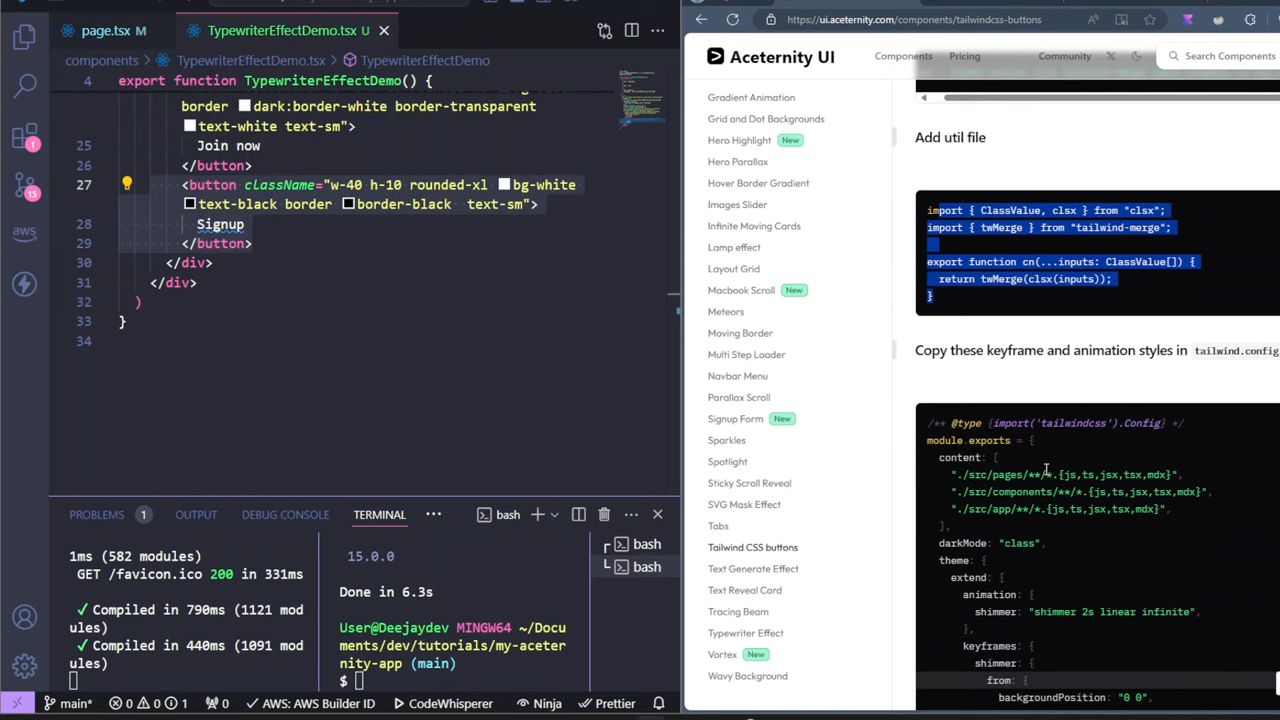 page.tsx M
TypewriterEffectDemo.tsx U
TypewriterEffectDemo.tsx
TypewriterEffectDemo
export function TypewriterEffectDemo() {
border dark:border-white border-transparent
text-white text-sm">
Join now
26 </button>
27 <button className="w-40 h-10 rounded-xl bg-white
text-black border border-black text-sm">
28 Signup
29 </button>
30 </div>
31 </div>
32 )
33 }
34
1
15
aws
PROBLEMS 1
OUTPUT
DEBUG CONSOLE
TERMINAL
bash
1ms (582 modules)
GET /favicon.ico 200 in 331ms
✓ Compiled in 790ms (1121 mod
ules)
✓ Compiled in 440ms (1091 mod
ules)
15.0.0
Done in 6.3s
User@Deejaydev MINGW64 ~/Docu
ments/dev/tutorials/my-aceter
nity-app (main)
$
bash
bash
main*
0 0 1
0
AWS: AWS Builder ID
CodeWhisperer
Ninja
Prettier
https://ui.aceternity.com/components/tailwindcss-buttons
Aceternity UI
Components
Pricing
Community
Search Components
Gradient Animation
Grid and Dot Backgrounds
Hero Highlight New
Hero Parallax
Hover Border Gradient
Images Slider
Infinite Moving Cards
Lamp effect
Layout Grid
Macbook Scroll New
Meteors
Moving Border
Multi Step Loader
Navbar Menu
Parallax Scroll
Signup Form New
Sparkles
Spotlight
Sticky Scroll Reveal
SVG Mask Effect
Tabs
Tailwind CSS buttons
Text Generate Effect
Text Reveal Card
Tracing Beam
Typewriter Effect
Vortex New
Wavy Background
Add util file
import { ClassValue, clsx } from "clsx";
import { twMerge } from "tailwind-merge";
export function cn(...inputs: ClassValue[]) {
return twMerge(clsx(inputs));
}
Copy these keyframe and animation styles in tailwind.config
/** @type {import('tailwindcss').Config} */
module.exports = {
content: [
"./src/pages/**/*.{js,ts,jsx,tsx,mdx}",
"./src/components/**/*.{js,ts,jsx,tsx,mdx}",
"./src/app/**/*.{js,ts,jsx,tsx,mdx}",
],
darkMode: "class",
theme: {
extend: {
animation: {
shimmer: "shimmer 2s linear infinite",
},
keyframes: {
shimmer: {
from: {
backgroundPosition: "0 0",